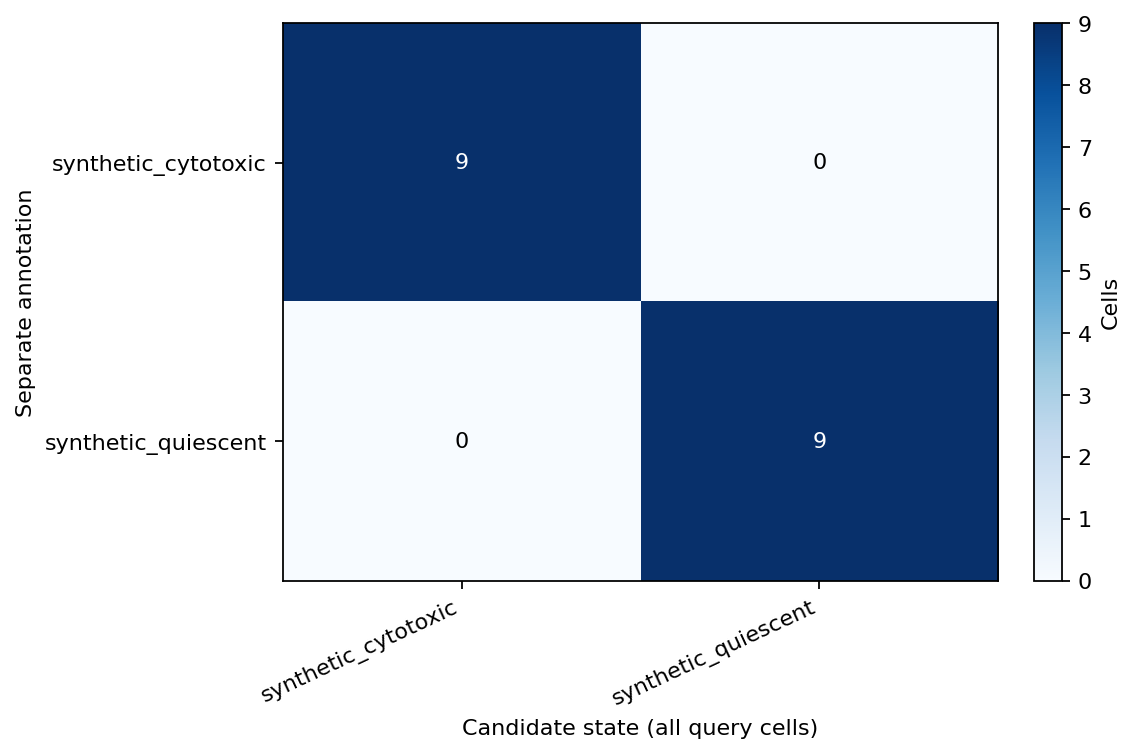 Separate annotation
synthetic_cytotoxic
synthetic_quiescent
9
0
0
9
synthetic_cytotoxic
synthetic_quiescent
Candidate state (all query cells)
9
8
7
6
5
4
3
2
1
0
Cells